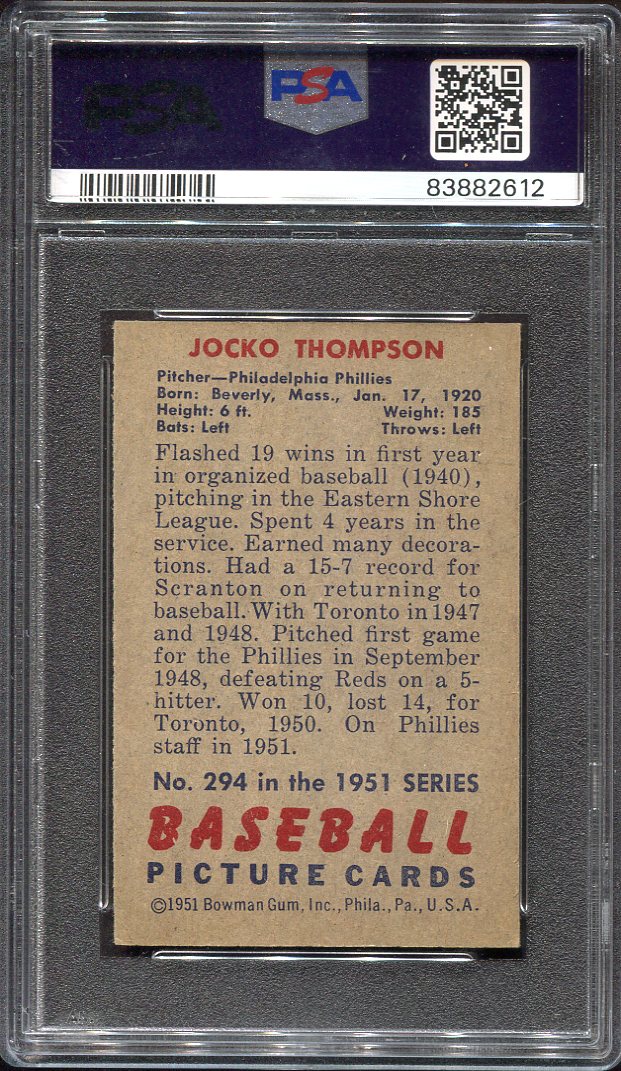 PSA
PSA
83882612
JOCKO THOMPSON
Pitcher—Philadelphia Phillies
Born: Beverly, Mass., Jan. 17, 1920
Height: 6 ft. Weight: 185
Bats: Left Throws: Left
Flashed 19 wins in first year
in organized baseball (1940),
pitching in the Eastern Shore
League. Spent 4 years in the
service. Earned many decora-
tions. Had a 15-7 record for
Scranton on returning to
baseball. With Toronto in 1947
and 1948. Pitched first game
for the Phillies in September
1948, defeating Reds on a 5-
hitter. Won 10, lost 14, for
Toronto, 1950. On Phillies
staff in 1951.
No. 294 in the 1951 SERIES
BASEBALL
PICTURE CARDS
©1951 Bowman Gum, Inc., Phila., Pa., U.S.A.